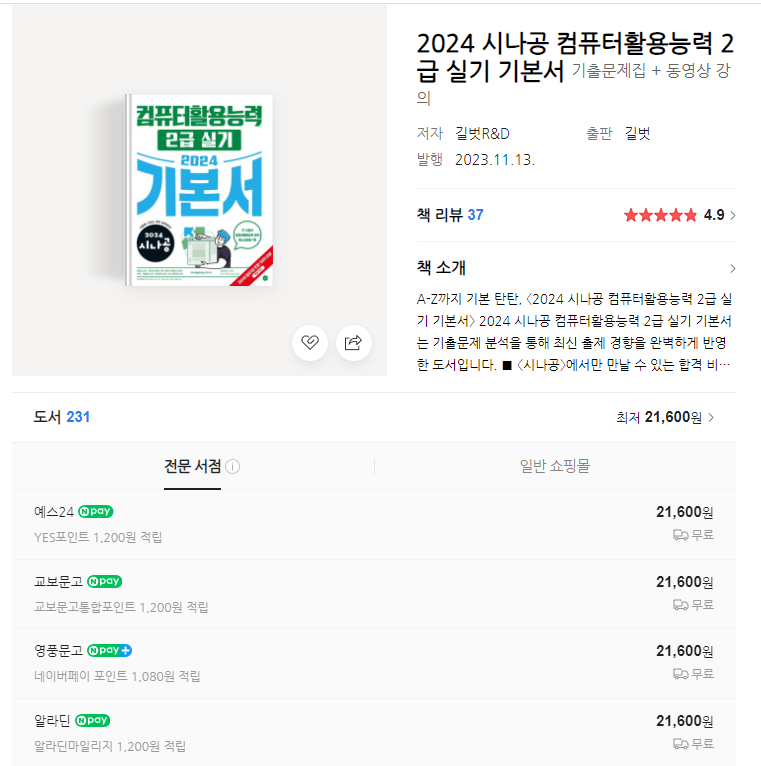 컴퓨터활용능력
2급 실기
2024
기본서
2024
시나공
2024 시나공 컴퓨터활용능력 2
급 실기 기본서 기출문제집 + 동영상 강
의
저자 길벗R&D 출판 길벗
발행 2023.11.13.
책 리뷰 37 4.9
책 소개
A-Z까지 기본 탄탄, 〈2024 시나공 컴퓨터활용능력 2급 실
기 기본서〉 2024 시나공 컴퓨터활용능력 2급 실기 기본서
는 기출문제 분석을 통해 최신 출제 경향을 완벽하게 반영
한 도서입니다. ■ 〈시나공〉에서만 만날 수 있는 합격 비…
도서 231 최저 21,600원
전문 서점 일반 쇼핑몰
예스24 N pay 21,600원
YES포인트 1,200원 적립 무료
교보문고 N pay 21,600원
교보문고통합포인트 1,200원 적립 무료
영풍문고 N pay + 21,600원
네이버페이 포인트 1,080원 적립 무료
알라딘 N pay 21,600원
알라딘마일리지 1,200원 적립 무료